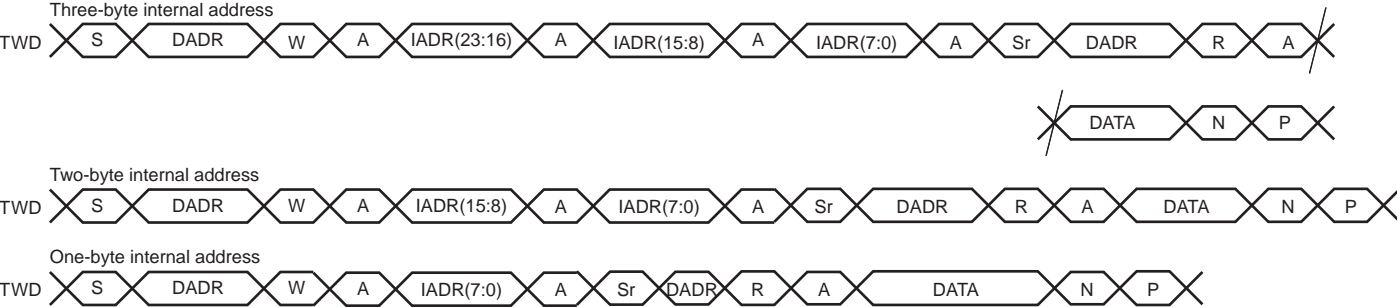 Three-byte internal address
TWD S DADR W A IADR(23:16) A IADR(15:8) A IADR(7:0) A Sr DADR R A
DATA N P
Two-byte internal address
TWD S DADR W A IADR(15:8) A IADR(7:0) A Sr DADR R A DATA N P
One-byte internal address
TWD S DADR W A IADR(7:0) A Sr DADR R A DATA N P